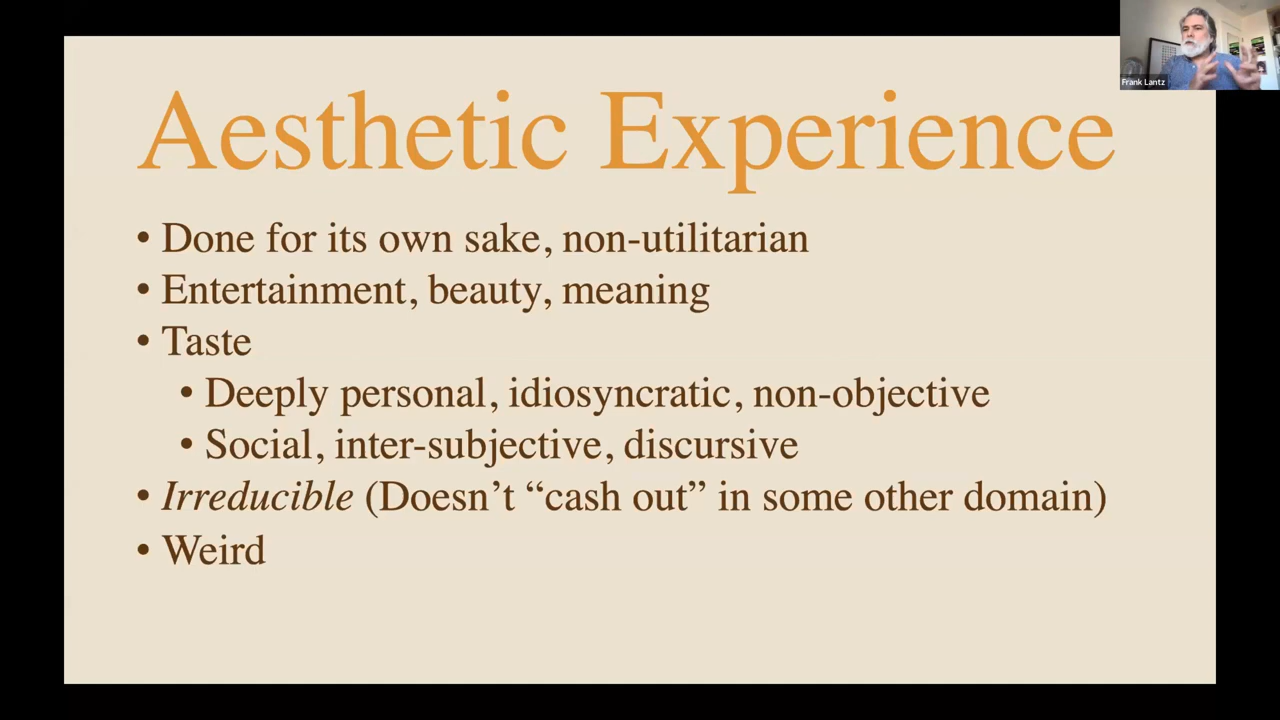 Aesthetic Experience
• Done for its own sake, non-utilitarian
• Entertainment, beauty, meaning
• Taste
• Deeply personal, idiosyncratic, non-objective
• Social, inter-subjective, discursive
• Irreducible (Doesn’t “cash out” in some other domain)
• Weird
Frank Lantz